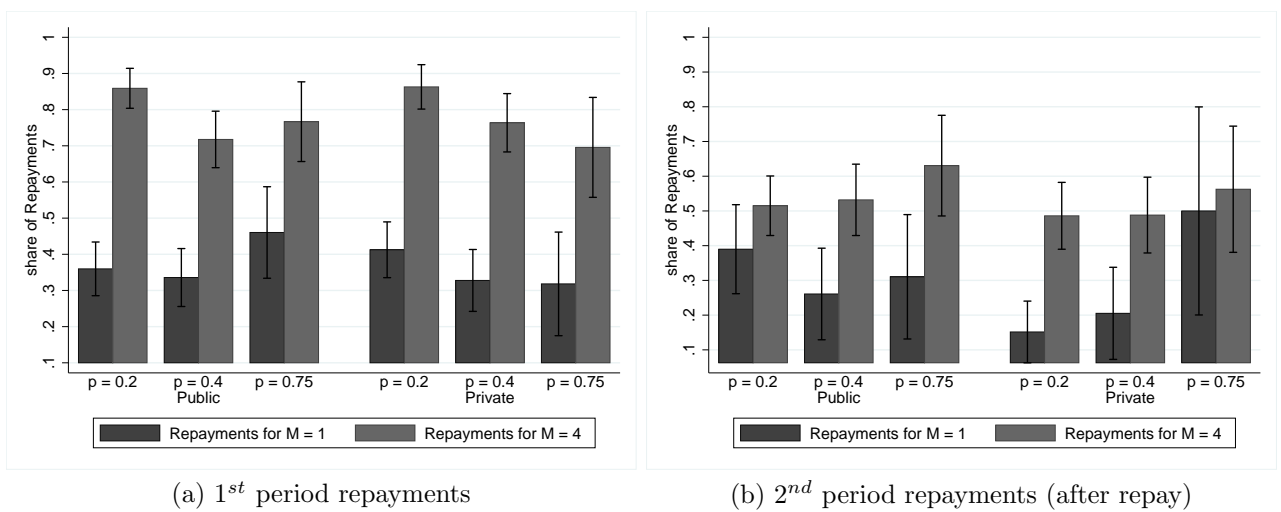 share of Repayments
1
.9
.8
.7
.6
.5
.4
.3
.2
.1
p = 0.2 p = 0.4 p = 0.75 p = 0.2 p = 0.4 p = 0.75
Public Private
Repayments for M = 1 Repayments for M = 4
(a) 1st period repayments
share of Repayments
1
.9
.8
.7
.6
.5
.4
.3
.2
.1
p = 0.2 p = 0.4 p = 0.75 p = 0.2 p = 0.4 p = 0.75
Public Private
Repayments for M = 1 Repayments for M = 4
(b) 2nd period repayments (after repay)